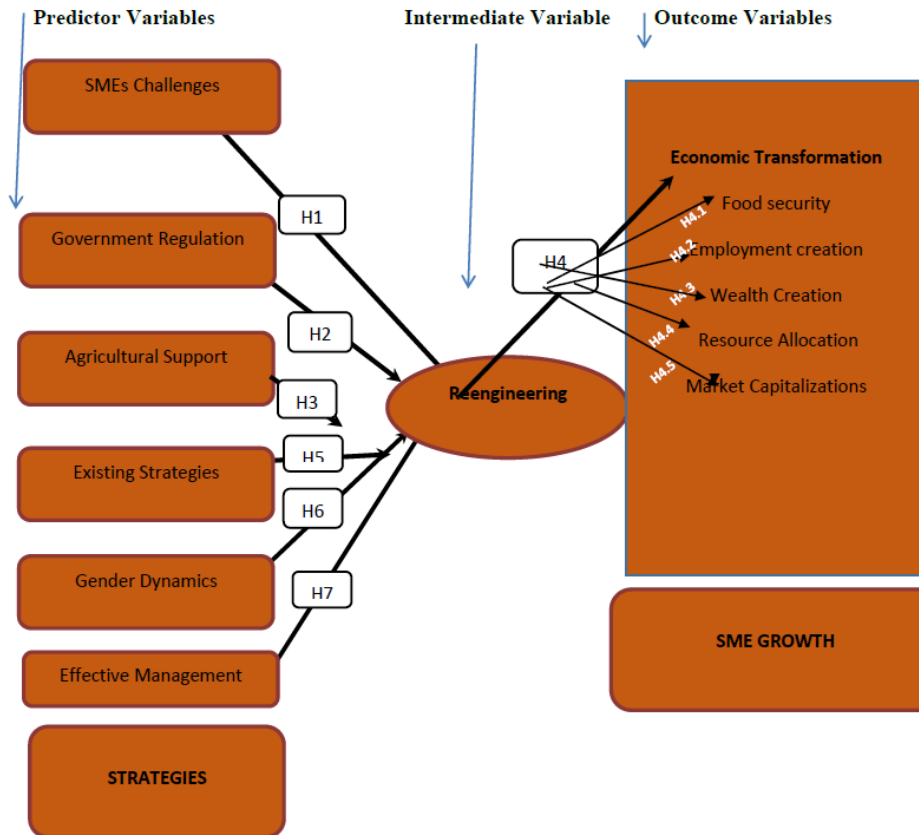 Predictor Variables
Intermediate Variable
Outcome Variables
SMEs Challenges
Government Regulation
Agricultural Support
Existing Strategies
Gender Dynamics
Effective Management
STRATEGIES
H1
H2
H3
H5
H6
H7
Reengineering
H4
H4.1
H4.2
H4.3
H4.4
H4.5
Economic Transformation
Food security
Employment creation
Wealth Creation
Resource Allocation
Market Capitalizations
SME GROWTH